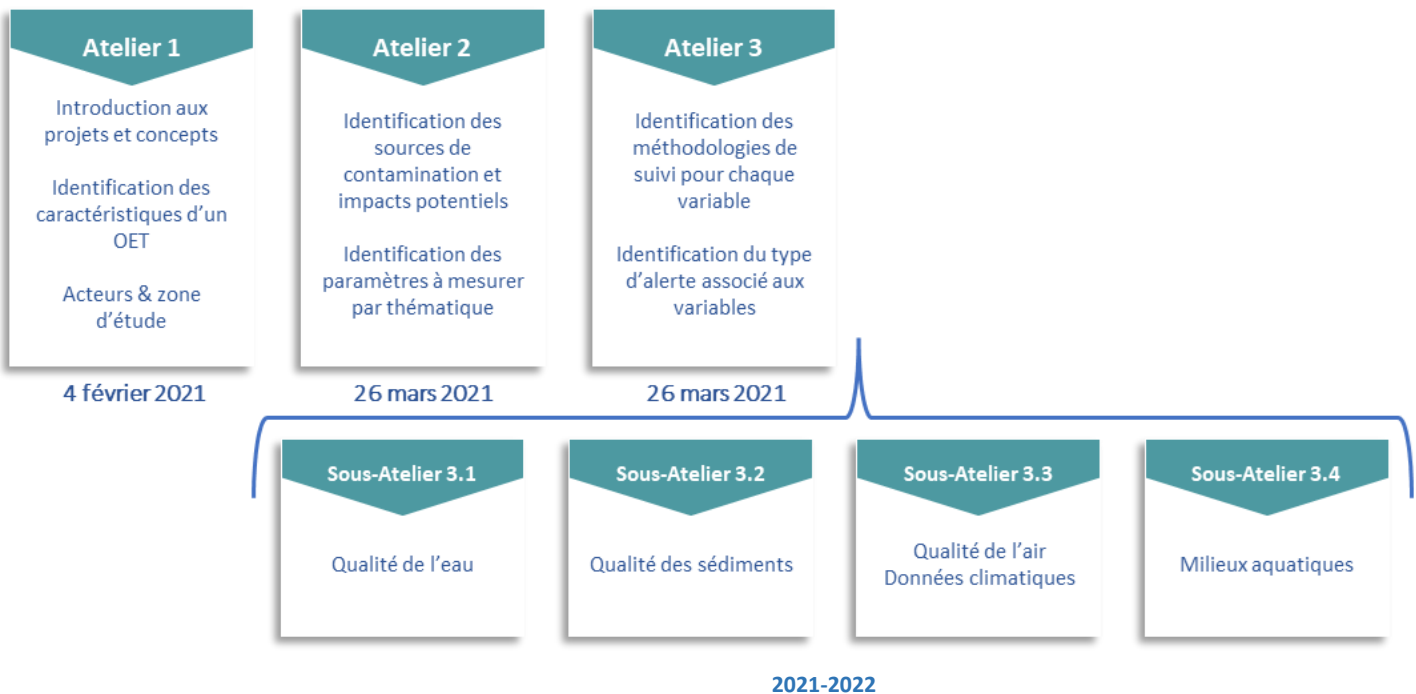 Atelier 1
Introduction aux
projets et concepts
Identification des
caractéristiques d'un
OET
Acteurs & zone
d'étude
4 février 2021
Atelier 2
Identification des
sources de
contamination et
impacts potentiels
Identification des
paramètres à mesurer
par thématique
26 mars 2021
Atelier 3
Identification des
méthodologies de
suivi pour chaque
variable
Identification du type
d'alerte associé aux
variables
26 mars 2021
Sous-Atelier 3.1
Qualité de l'eau
Sous-Atelier 3.2
Qualité des sédiments
Sous-Atelier 3.3
Qualité de l'air
Données climatiques
Sous-Atelier 3.4
Milieux aquatiques
2021-2022